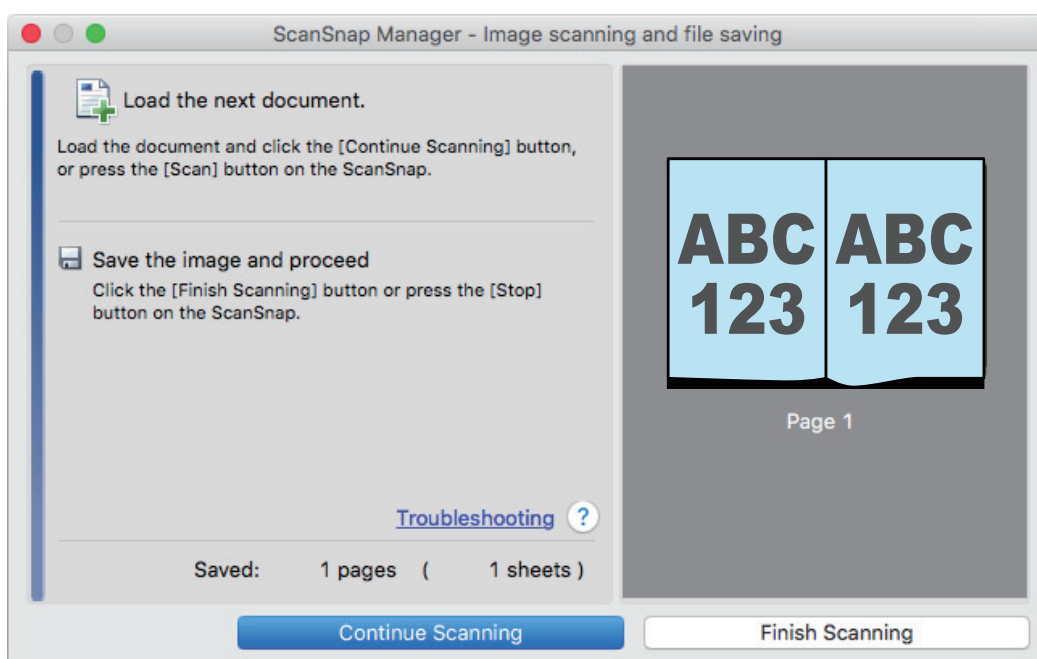 ScanSnap Manager - Image scanning and file saving
Load the next document.
Load the document and click the [Continue Scanning] button,
or press the [Scan] button on the ScanSnap.
Save the image and proceed
Click the [Finish Scanning] button or press the [Stop]
button on the ScanSnap.
Troubleshooting ?
Saved: 1 pages ( 1 sheets )
ABC ABC
123 123
Page 1
Continue Scanning Finish Scanning